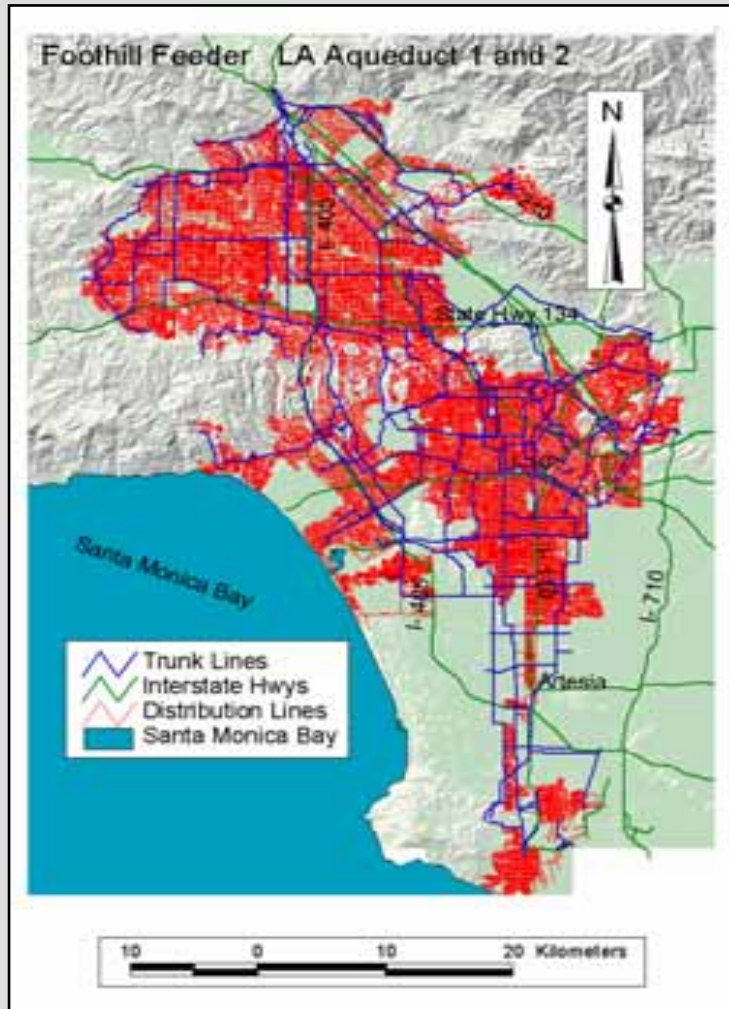 Foothill Feeder LA Aqueduct 1 and 2
N
I-405
State Hwy 134
Santa Monica Bay
I-405
I-710
Artesia
Trunk Lines
Interstate Hwys
Distribution Lines
Santa Monica Bay
10 0 10 20 Kilometers